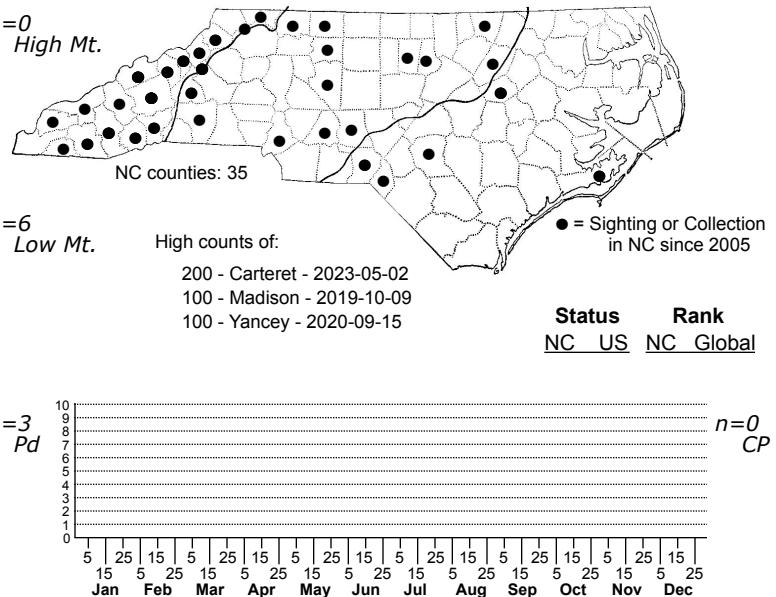 =0
High Mt.
NC counties: 35
=6
Low Mt.
High counts of:
200 - Carteret - 2023-05-02
100 - Madison - 2019-10-09
100 - Yancey - 2020-09-15
● = Sighting or Collection
in NC since 2005
Status Rank
NC US NC Global
=3
Pd
n=0
CP
10
9
8
7
6
5
4
3
2
1
0
5 25 15 5 25 15 5 25 15 5 25 15 5 25 15 5 25 15
15 5 25 15 5 25 15 5 25 15 5 25 15 5 25 15 5 25
Jan Feb Mar Apr May Jun Jul Aug Sep Oct Nov Dec